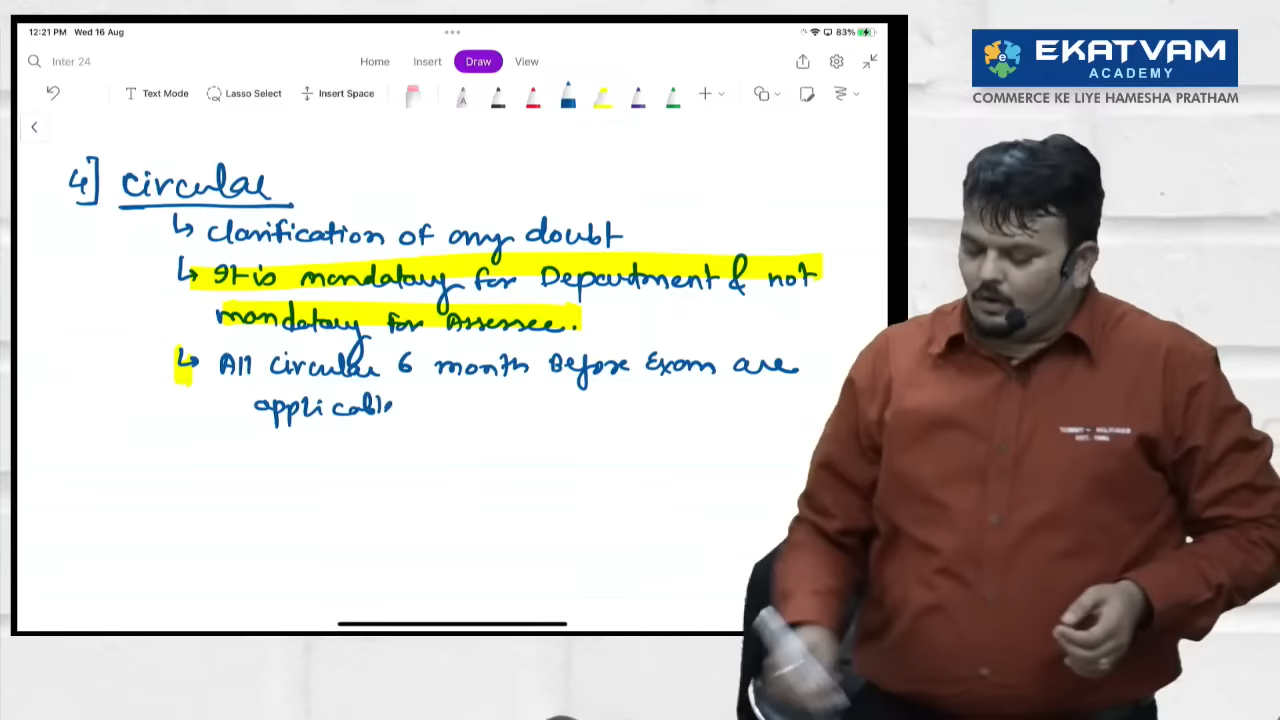 12:21 PM Wed 16 Aug
83%
EKATVAM
ACADEMY
COMMERCE KE LIYE HAMESHA PRATHAM
Inter 24
Home Insert Draw View
Text Mode Lasso Select Insert Space
4] Circular
↳ Clarification of any doubt
↳ It is mandatory for Department & not
mandatory for Assessee.
↳ All circular 6 month Before Exam are
applicable